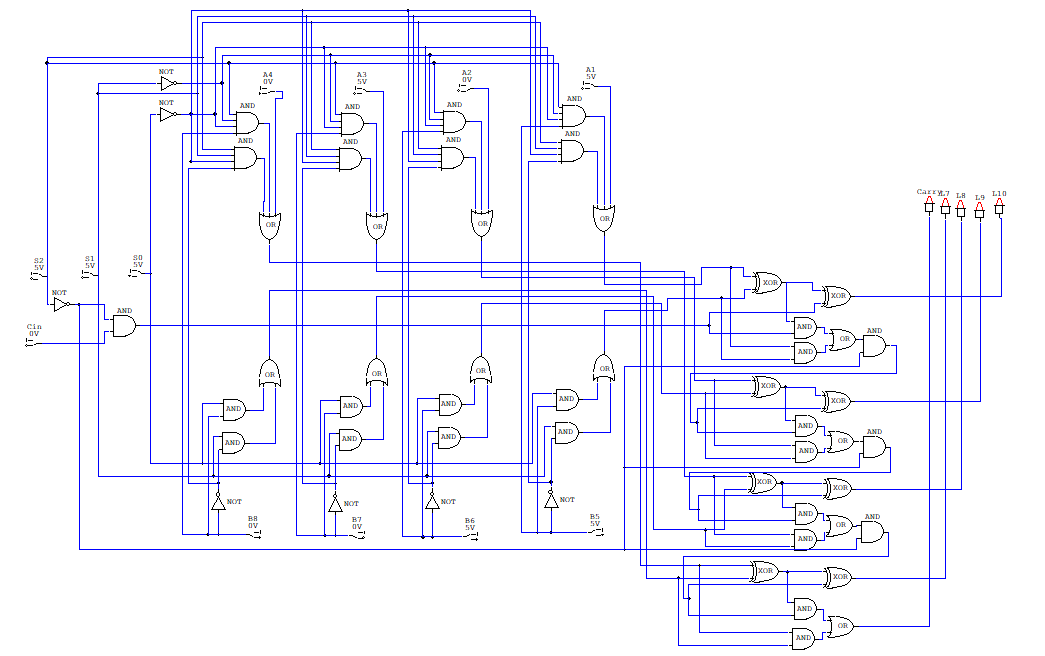 NOT
A4
0V
A3
5V
A2
0V
A1
5V
NOT
AND
AND
AND
AND
AND
AND
AND
AND
Carry
L7
L8
L9
L10
OR
OR
OR
OR
S2
5V
S1
5V
S0
5V
NOT
AND
Cin
0V
XOR
XOR
AND
OR
AND
AND
OR
OR
OR
OR
XOR
XOR
AND
AND
AND
AND
AND
AND
AND
AND
AND
OR
AND
AND
XOR
XOR
NOT
NOT
NOT
NOT
B8
0V
B7
0V
B6
5V
B5
5V
AND
OR
AND
AND
XOR
XOR
AND
OR
AND